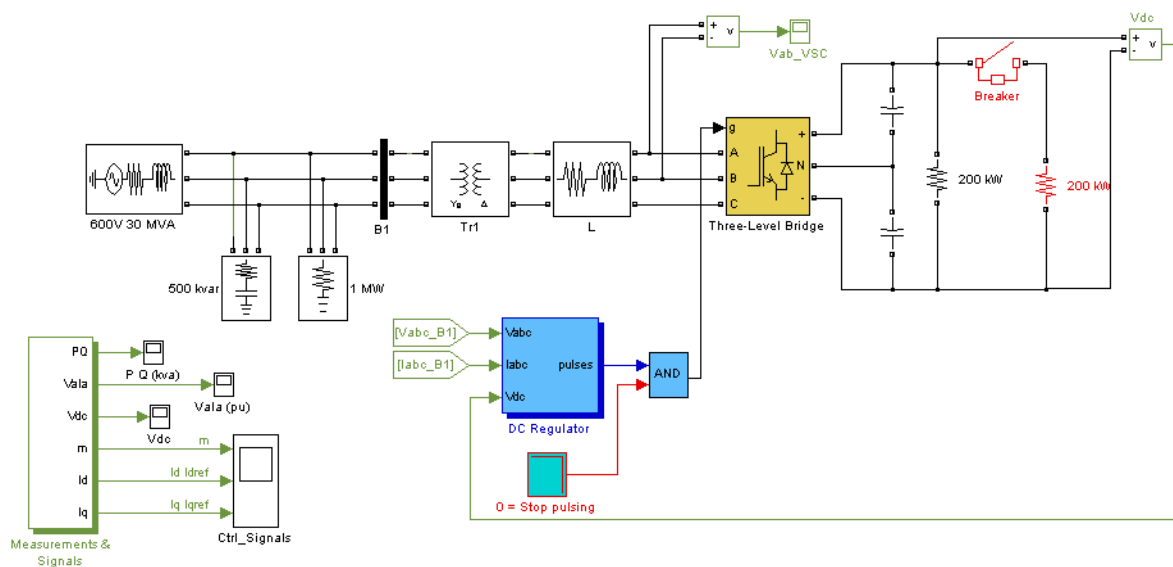 Vdc
+
-
v
Vab_VSC
+
-
v
Breaker
g
A
B
C
+
N
-
Three-Level Bridge
200 kW
200 kW
600V 30 MVA
B1
Yg
Δ
Tr1
L
500 kvar
1 MW
[Vabc_B1]
[Iabc_B1]
Vabc
Iabc
Vdc
pulses
DC Regulator
AND
0 = Stop pulsing
PQ
Vala
Vdc
m
Id
Iq
P Q (kva)
Vala (pu)
Vdc
m
Id Idref
Iq Iqref
Ctrl_Signals
Measurements &
Signals